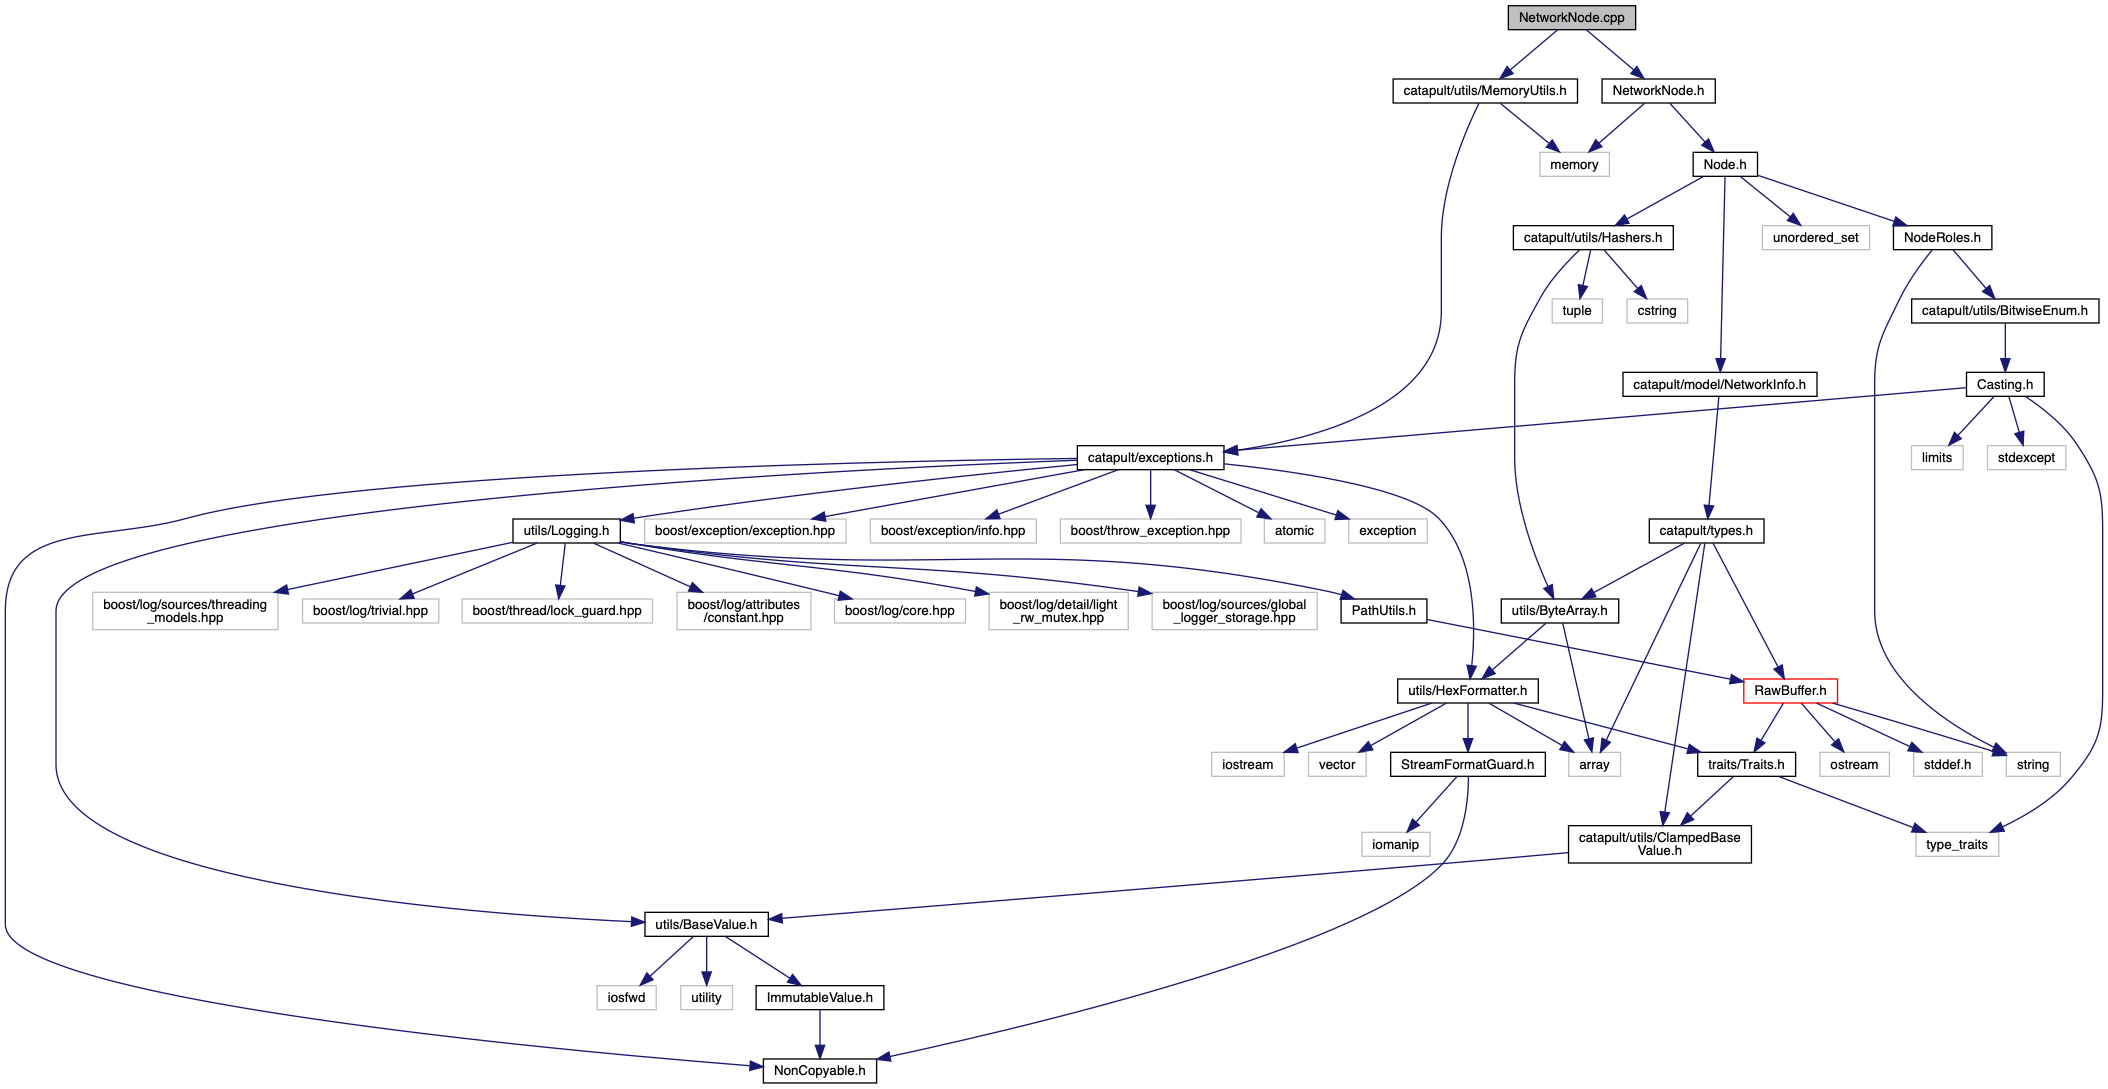 NetworkNode.cpp
catapult/utils/MemoryUtils.h
NetworkNode.h
memory
Node.h
catapult/utils/Hashers.h
unordered_set
NodeRoles.h
tuple
cstring
catapult/utils/BitwiseEnum.h
catapult/model/NetworkInfo.h
Casting.h
catapult/exceptions.h
limits
stdexcept
utils/Logging.h
boost/exception/exception.hpp
boost/exception/info.hpp
boost/throw_exception.hpp
atomic
exception
catapult/types.h
boost/log/sources/threading
_models.hpp
boost/log/trivial.hpp
boost/thread/lock_guard.hpp
boost/log/attributes
/constant.hpp
boost/log/core.hpp
boost/log/detail/light
_rw_mutex.hpp
boost/log/sources/global
_logger_storage.hpp
PathUtils.h
utils/ByteArray.h
utils/HexFormatter.h
RawBuffer.h
iostream
vector
StreamFormatGuard.h
array
traits/Traits.h
ostream
stddef.h
string
iomanip
catapult/utils/ClampedBase
Value.h
type_traits
utils/BaseValue.h
iosfwd
utility
ImmutableValue.h
NonCopyable.h